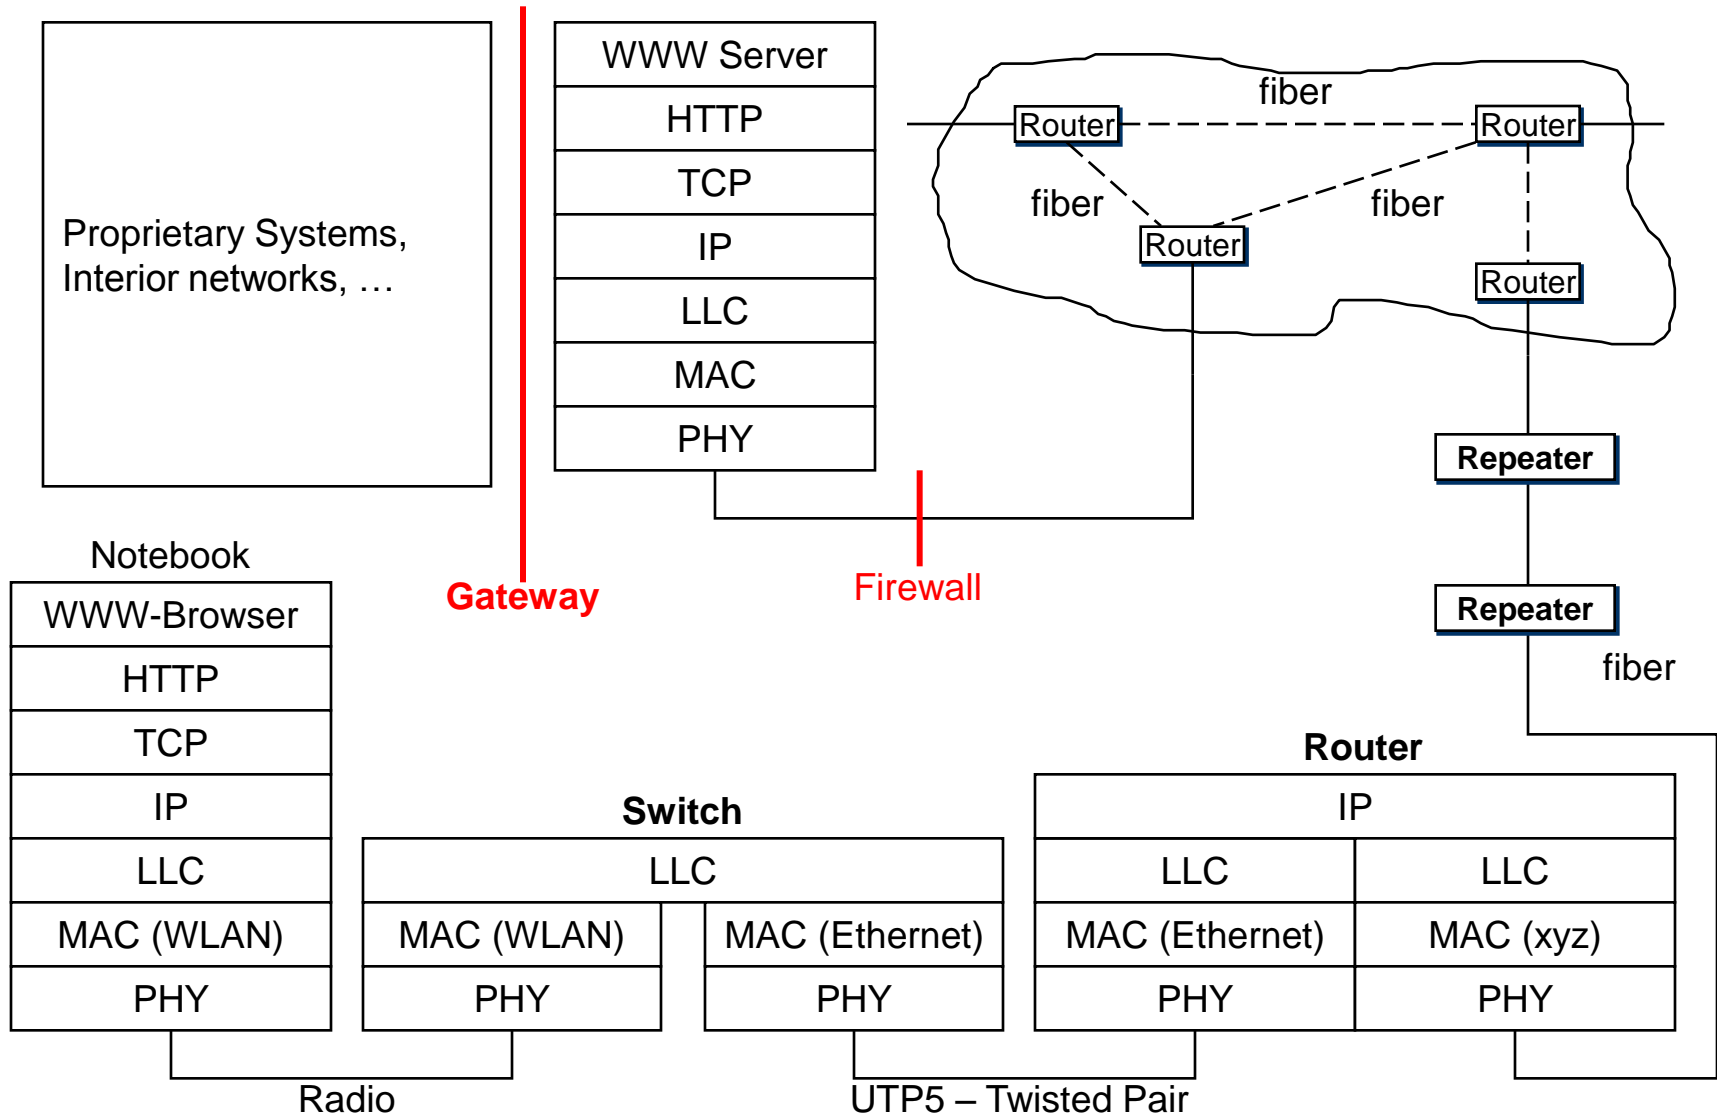 Proprietary Systems,
Interior networks, …
WWW Server
HTTP
TCP
IP
LLC
MAC
PHY
fiber
Router
Router
fiber
fiber
Router
Router
Repeater
Repeater
fiber
Gateway
Firewall
Notebook
WWW-Browser
HTTP
TCP
IP
LLC
MAC (WLAN)
PHY
Switch
LLC
MAC (WLAN)
MAC (Ethernet)
PHY
PHY
Router
IP
LLC
LLC
MAC (Ethernet)
MAC (xyz)
PHY
PHY
Radio
UTP5 – Twisted Pair